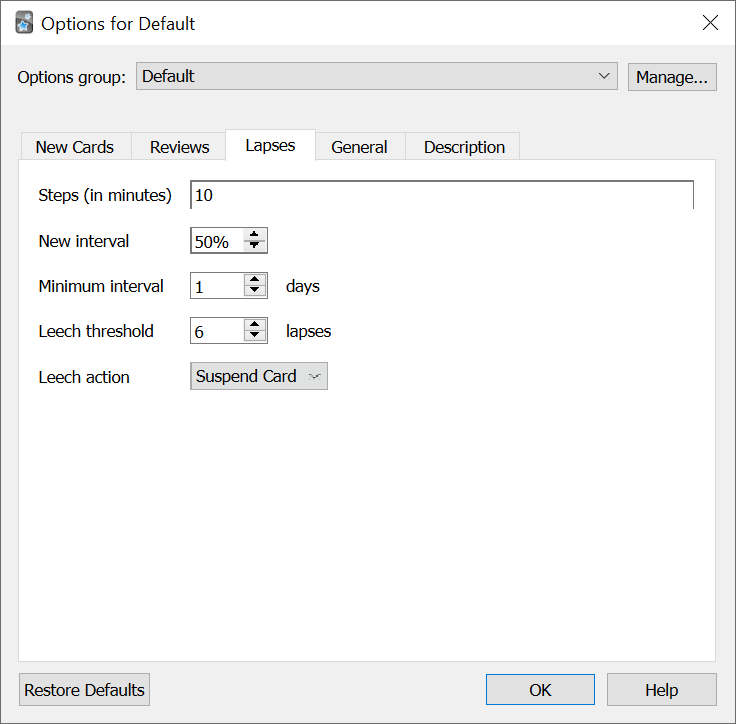 Options for Default
Options group: Default Manage...
New Cards Reviews Lapses General Description
Steps (in minutes) 10
New interval 50%
Minimum interval 1 days
Leech threshold 6 lapses
Leech action Suspend Card
Restore Defaults OK Help